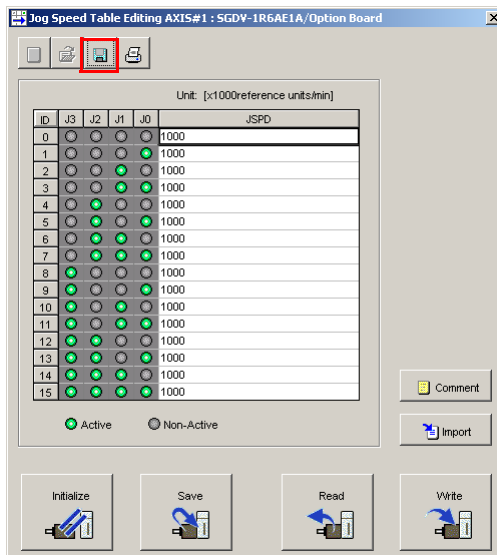 Jog Speed Table Editing AXIS#1 : SGDV-1R6AE1A/Option Board
Unit: [x1000reference units/min]
ID J3 J2 J1 J0 JSPD
0 1000
1 1000
2 1000
3 1000
4 1000
5 1000
6 1000
7 1000
8 1000
9 1000
10 1000
11 1000
12 1000
13 1000
14 1000
15 1000
Active Non-Active
Comment
Import
Initialize Save Read Write